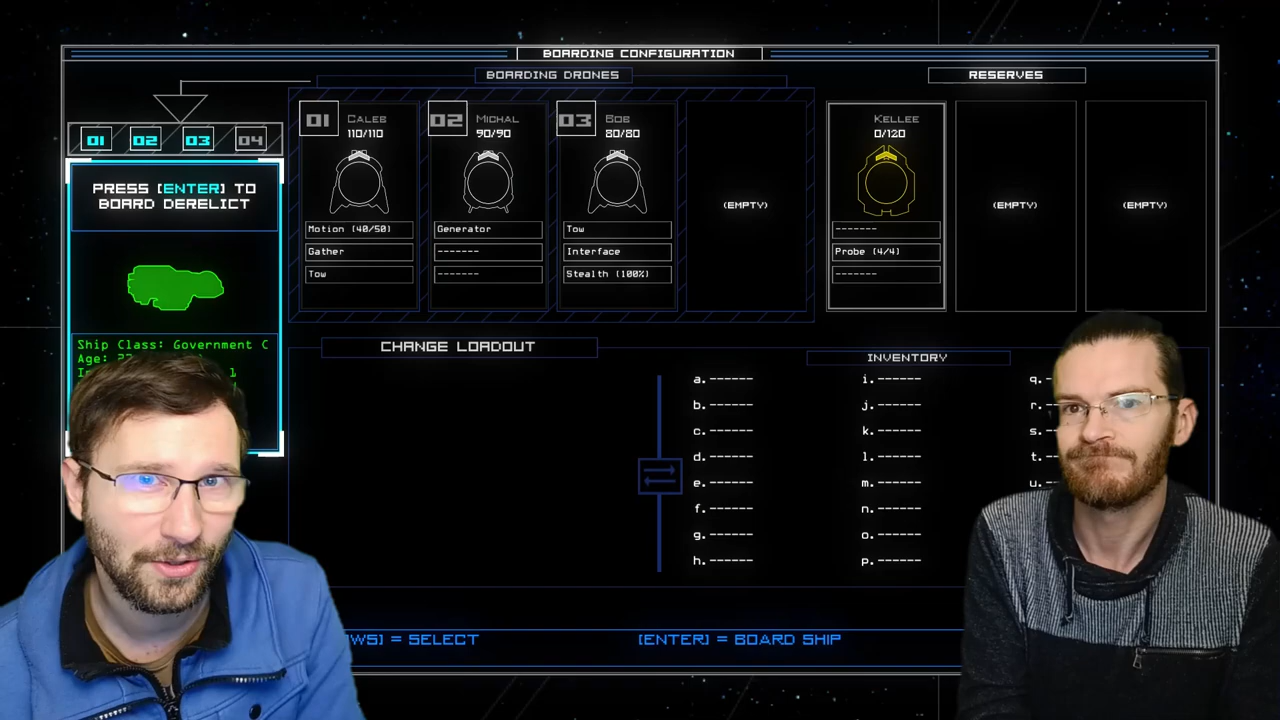 BOARDING CONFIGURATION
BOARDING DRONES
RESERVES
01 02 03 04
PRESS [ENTER] TO
BOARD DERELICT
Ship Class: Government C
Age:
01 CALEB
110/110
Motion (40/50)
Gather
Tow
02 MICHAL
90/90
Generator
-------
-------
03 BOB
80/80
Tow
Interface
Stealth (100%)
(EMPTY)
KELLEE
0/120
-------
Probe (4/4)
-------
(EMPTY)
(EMPTY)
CHANGE LOADOUT
INVENTORY
a.------ i.------ q.-
b.------ j.------ r.-
c.------ k.------ s.-
d.------ l.------ t.-
e.------ m.------ u.-
f.------ n.------
g.------ o.------
h.------ p.------
= SELECT
[ENTER] = BOARD SHIP